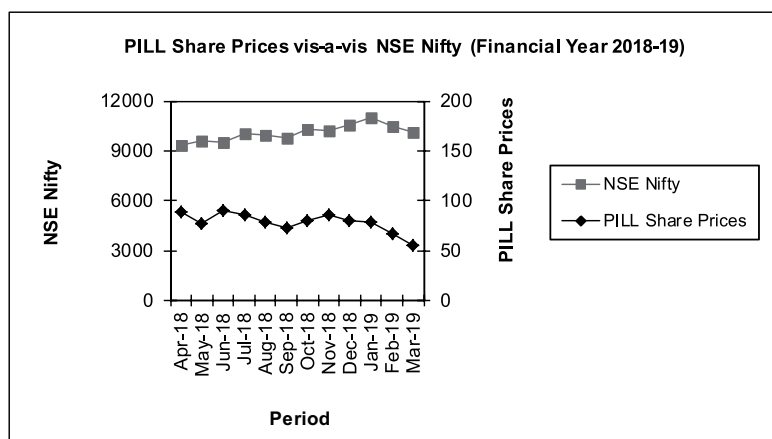 PILL Share Prices vis-a-vis NSE Nifty (Financial Year 2018-19)
NSE Nifty
12000
9000
6000
3000
0
200
150
100
50
0
PILL Share Prices
Apr-18
May-18
Jun-18
Jul-18
Aug-18
Sep-18
Oct-18
Nov-18
Dec-18
Jan-19
Feb-19
Mar-19
Period
NSE Nifty
PILL Share Prices